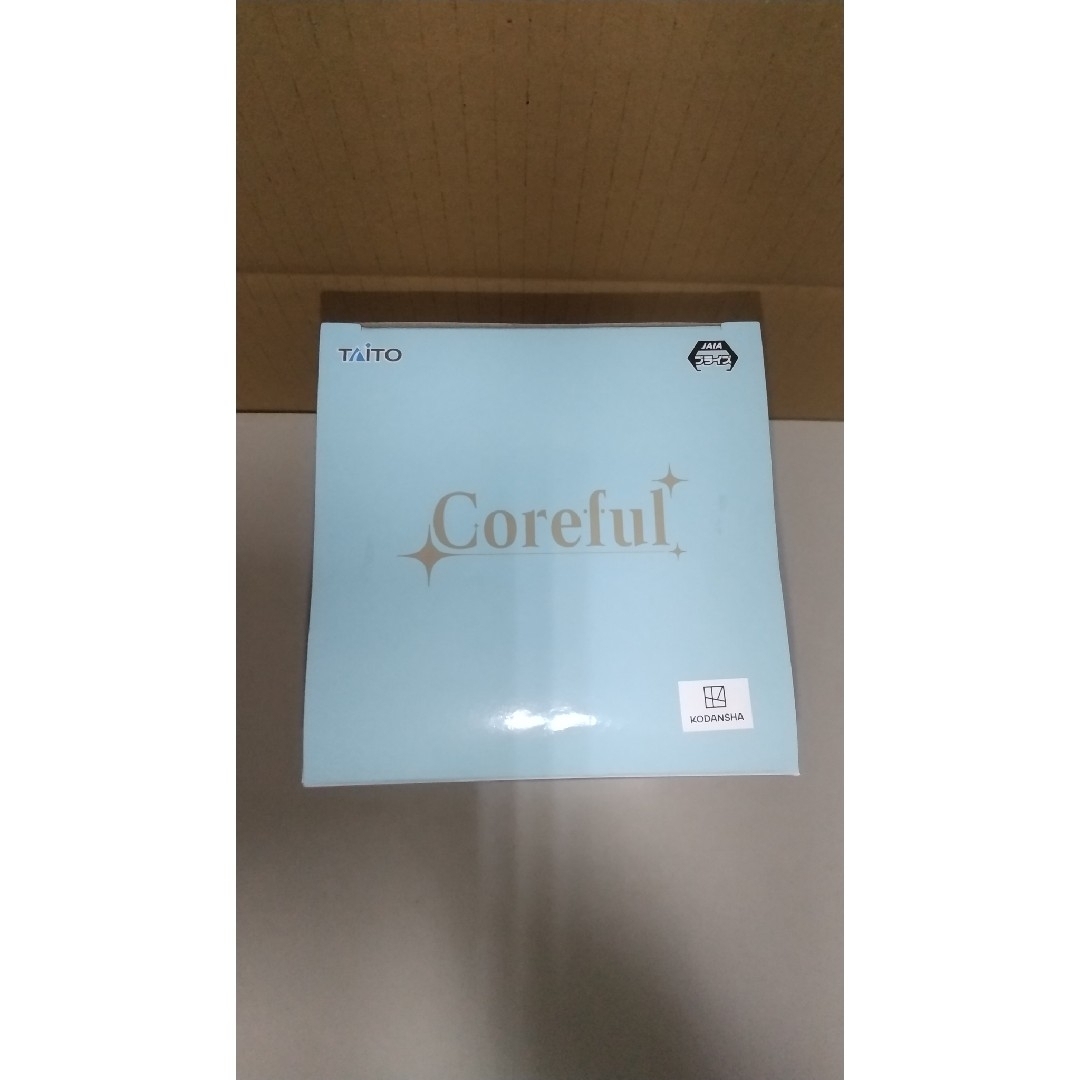 TAITO
JAIA
プライズ
Coreful
KODANSHA